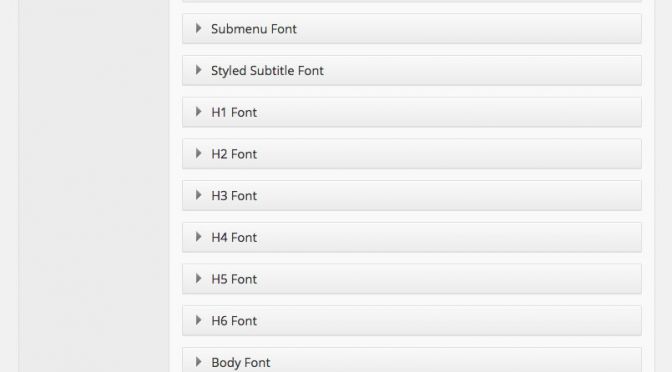 Submenu Font
Styled Subtitle Font
H1 Font
H2 Font
H3 Font
H4 Font
H5 Font
H6 Font
Body Font